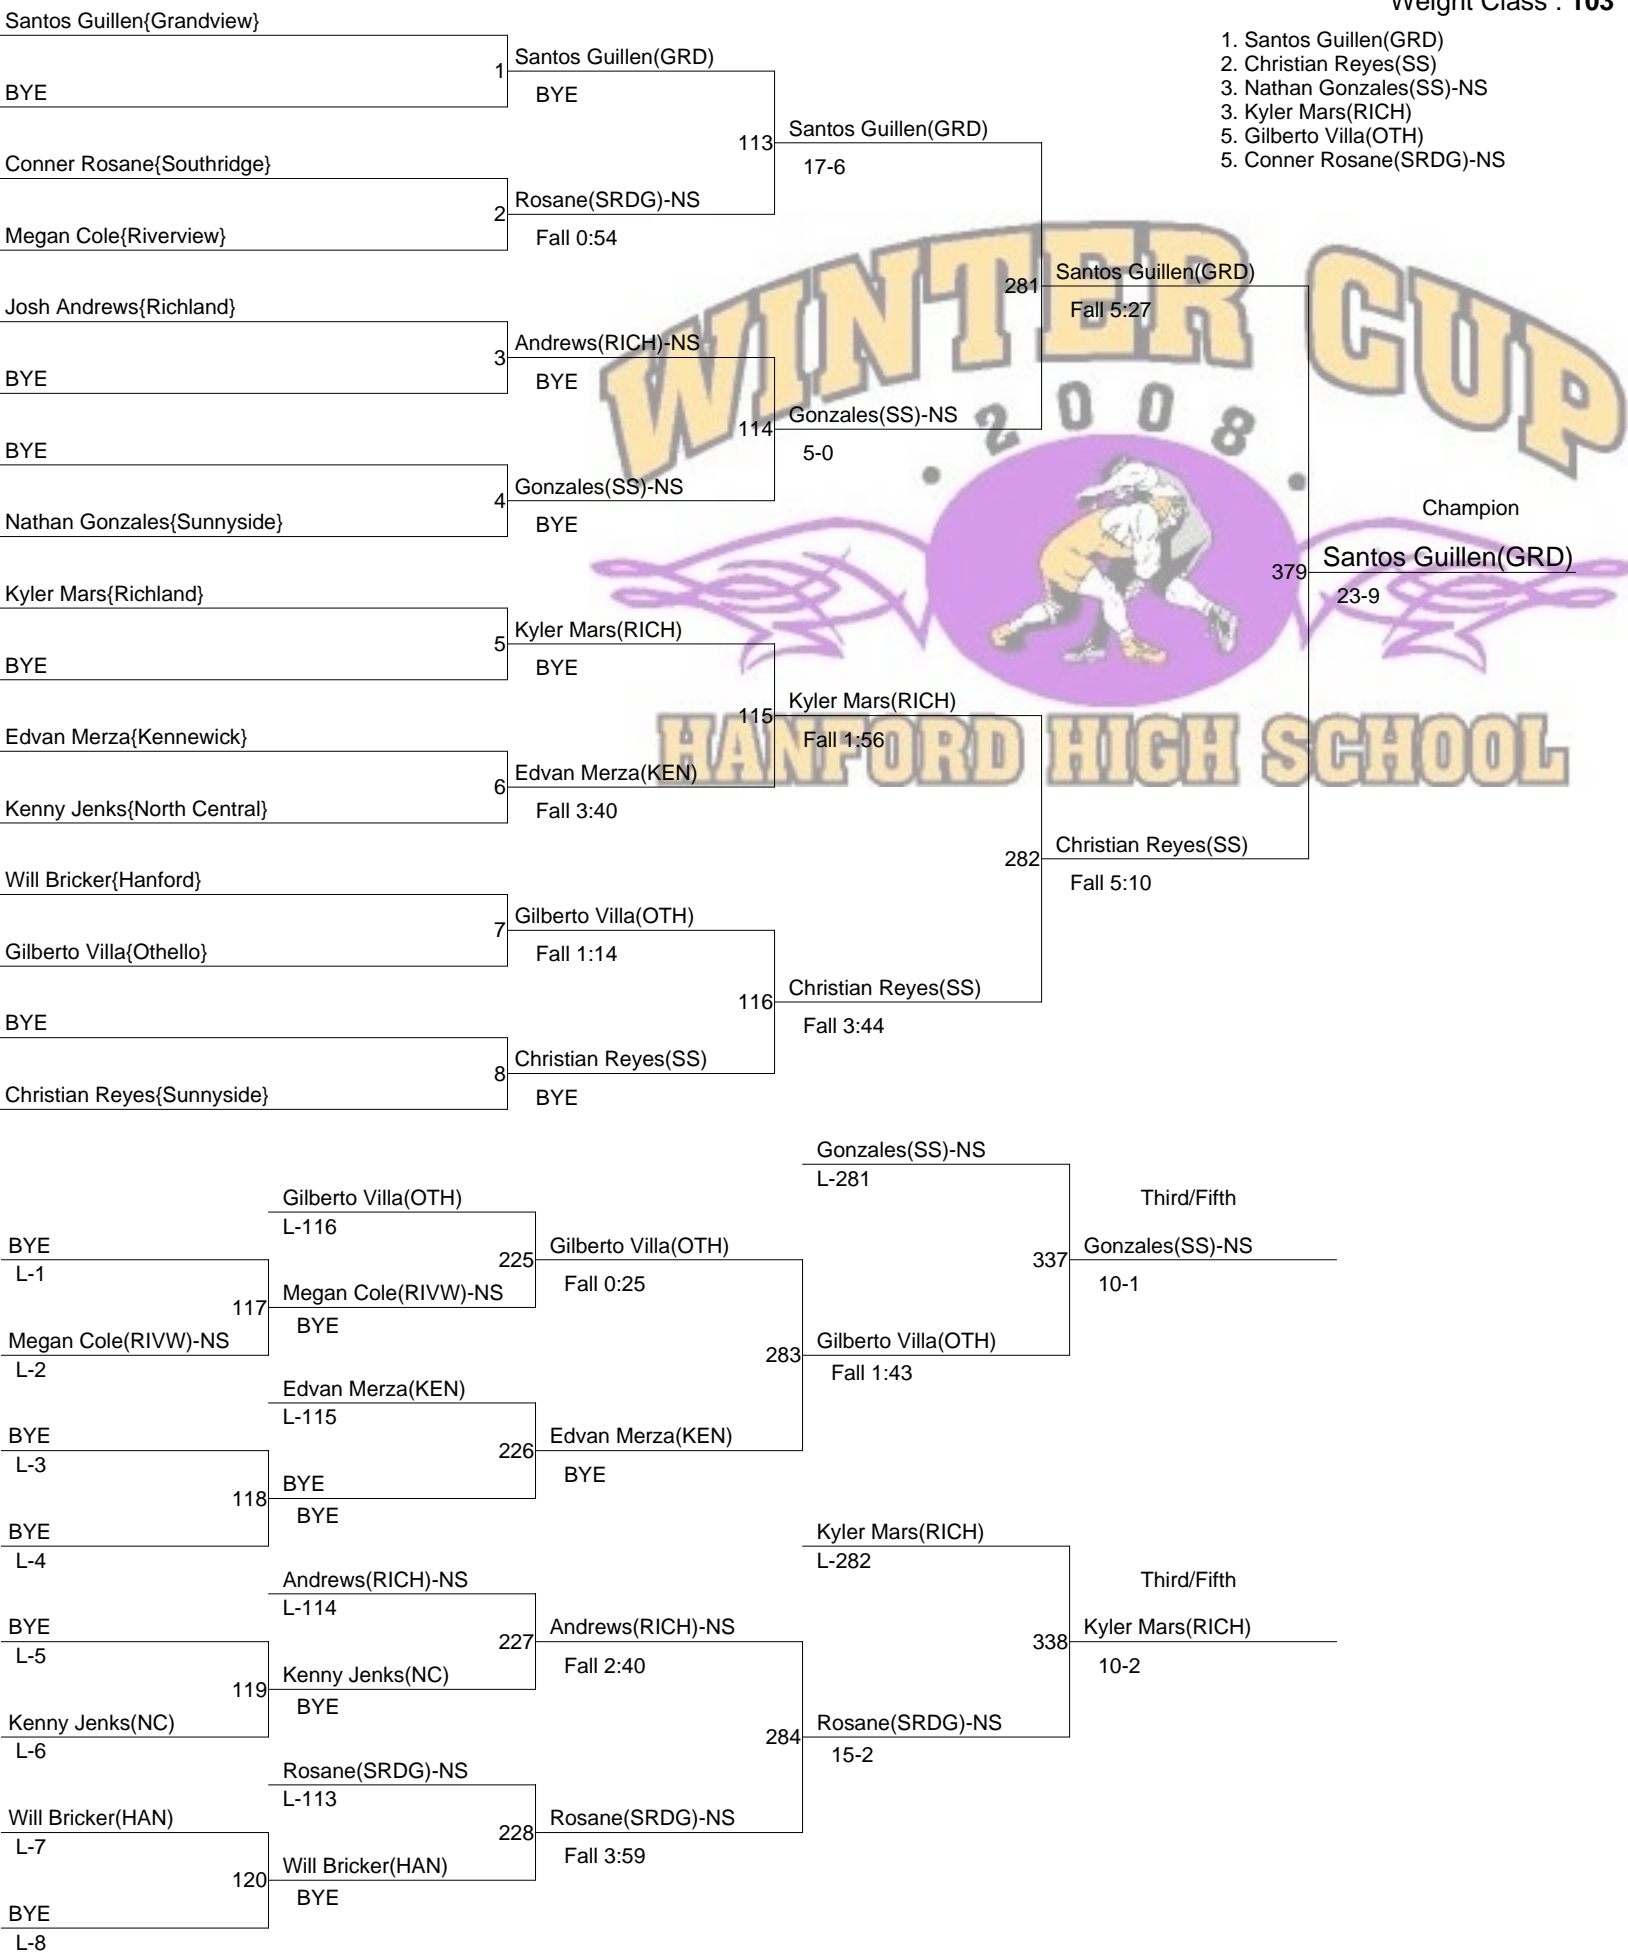 Weight Class : 103
1. Santos Guillen(GRD)
2. Christian Reyes(SS)
3. Nathan Gonzales(SS)-NS
3. Kyler Mars(RICH)
5. Gilberto Villa(OTH)
5. Conner Rosane(SRDG)-NS
Santos Guillen{Grandview}
1
Santos Guillen(GRD)
BYE
BYE
113
Santos Guillen(GRD)
17-6
Conner Rosane{Southridge}
2
Rosane(SRDG)-NS
Fall 0:54
Megan Cole{Riverview}
281
Santos Guillen(GRD)
Fall 5:27
Josh Andrews{Richland}
3
Andrews(RICH)-NS
BYE
BYE
114
Gonzales(SS)-NS
5-0
BYE
4
Gonzales(SS)-NS
BYE
Nathan Gonzales{Sunnyside}
WINTER CUP
2008
Champion
379
Santos Guillen(GRD)
23-9
Kyler Mars{Richland}
5
Kyler Mars(RICH)
BYE
BYE
115
Kyler Mars(RICH)
Fall 1:56
HANFORD HIGH SCHOOL
Edvan Merza{Kennewick}
6
Edvan Merza(KEN)
Fall 3:40
Kenny Jenks{North Central}
282
Christian Reyes(SS)
Fall 5:10
Will Bricker{Hanford}
7
Gilberto Villa(OTH)
Fall 1:14
Gilberto Villa{Othello}
116
Christian Reyes(SS)
Fall 3:44
BYE
8
Christian Reyes(SS)
BYE
Christian Reyes{Sunnyside}
Gonzales(SS)-NS
L-281
Gilberto Villa(OTH)
L-116
Third/Fifth
BYE
L-1
225
Gilberto Villa(OTH)
Fall 0:25
337
Gonzales(SS)-NS
10-1
117
Megan Cole(RIVW)-NS
BYE
Megan Cole(RIVW)-NS
L-2
283
Gilberto Villa(OTH)
Fall 1:43
Edvan Merza(KEN)
L-115
BYE
L-3
226
Edvan Merza(KEN)
BYE
118
BYE
BYE
BYE
L-4
Kyler Mars(RICH)
L-282
Andrews(RICH)-NS
L-114
Third/Fifth
BYE
L-5
227
Andrews(RICH)-NS
Fall 2:40
338
Kyler Mars(RICH)
10-2
119
Kenny Jenks(NC)
BYE
Kenny Jenks(NC)
L-6
284
Rosane(SRDG)-NS
15-2
Rosane(SRDG)-NS
L-113
Will Bricker(HAN)
L-7
228
Rosane(SRDG)-NS
Fall 3:59
120
Will Bricker(HAN)
BYE
BYE
L-8